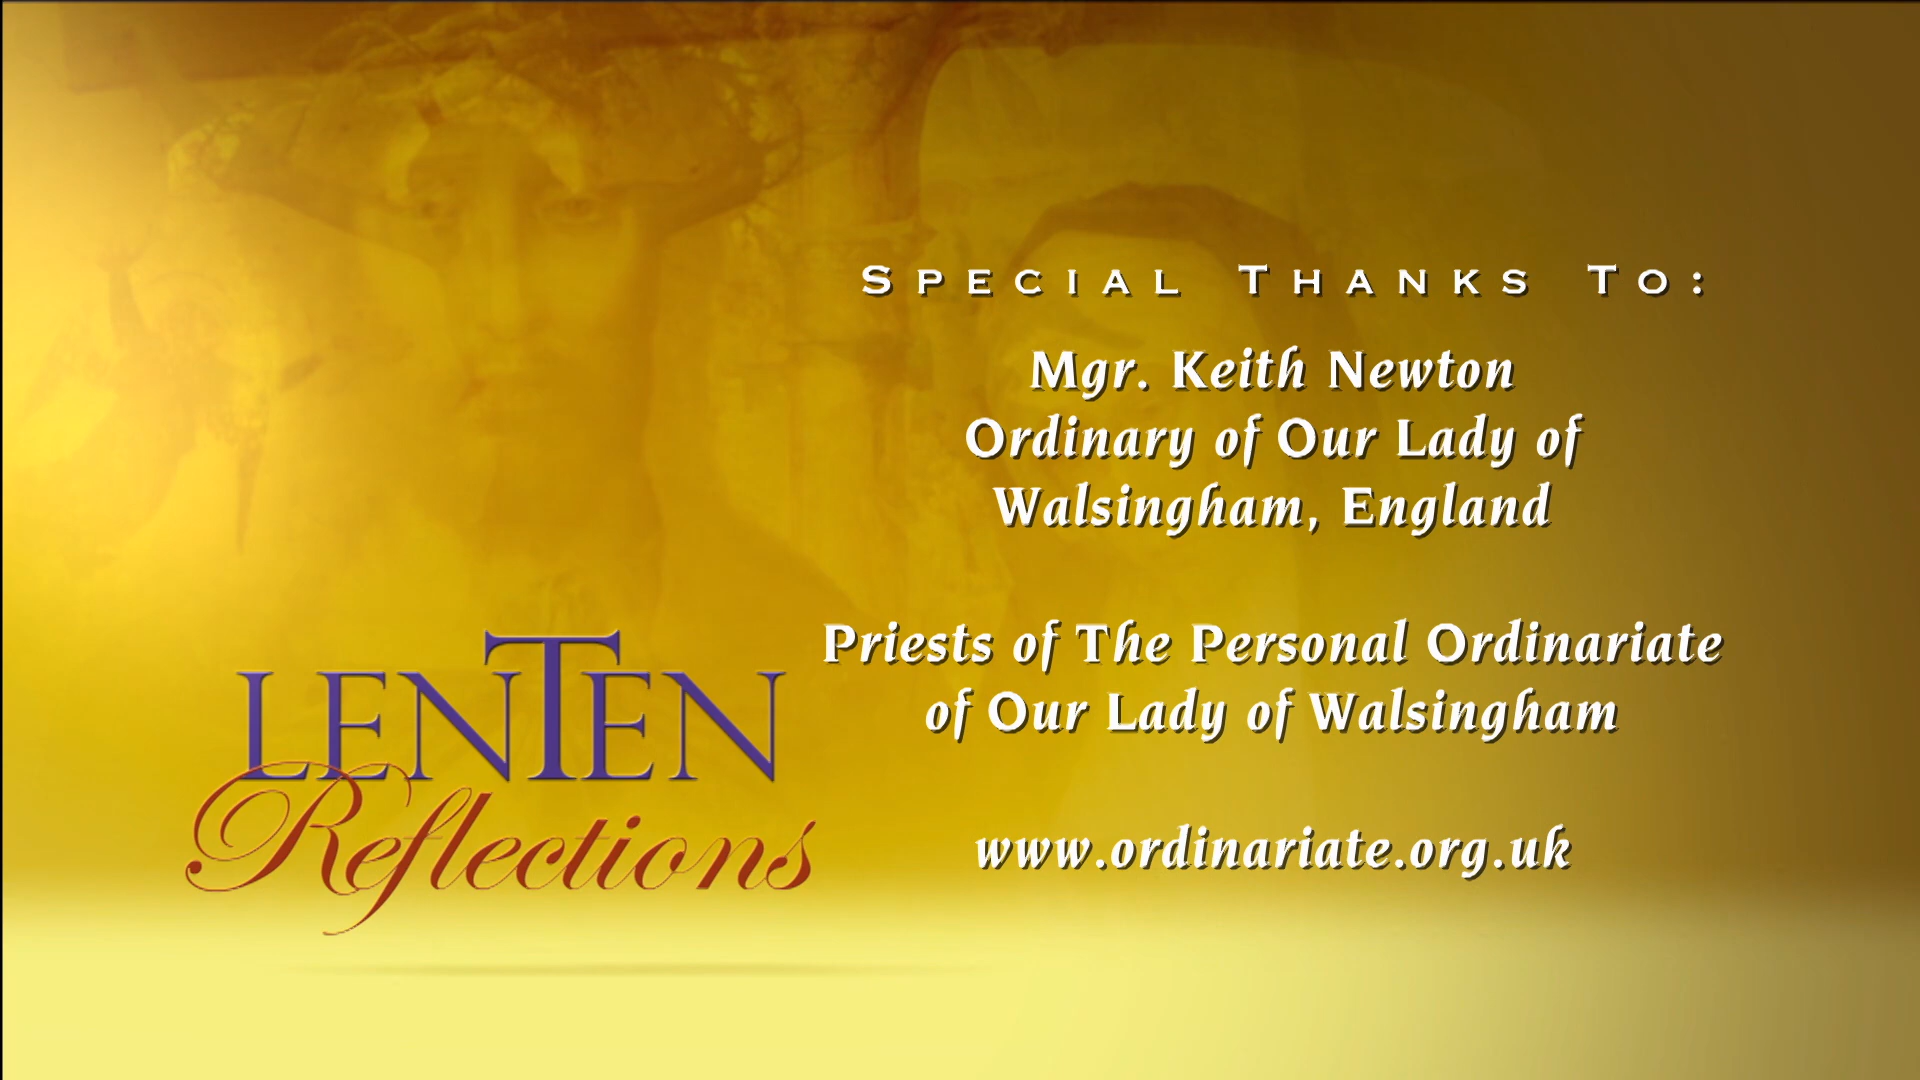 Special Thanks To:
Mgr. Keith Newton
Ordinary of Our Lady of
Walsingham, England
Priests of The Personal Ordinariate
of Our Lady of Walsingham
www.ordinariate.org.uk
LENTEN
Reflections